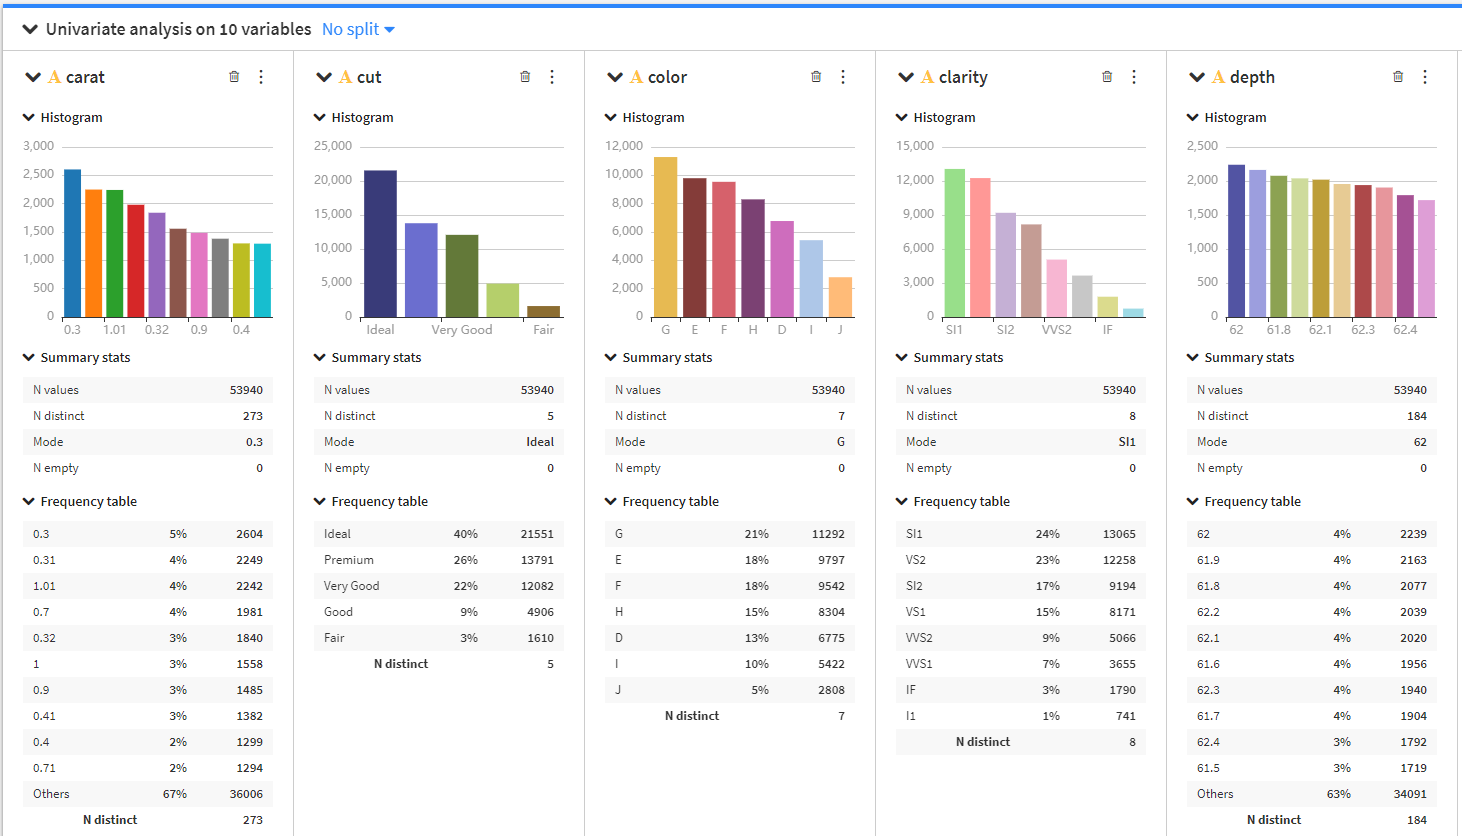 Univariate analysis on 10 variables No split
A carat
Histogram
3,000
2,500
2,000
1,500
1,000
500
0
0.3 1.01 0.32 0.9 0.4
Summary stats
N values 53940
N distinct 273
Mode 0.3
N empty 0
Frequency table
0.3 5% 2604
0.31 4% 2249
1.01 4% 2242
0.7 4% 1981
0.32 3% 1840
1 3% 1558
0.9 3% 1485
0.41 3% 1382
0.4 2% 1299
0.71 2% 1294
Others 67% 36006
N distinct 273
A cut
Histogram
25,000
20,000
15,000
10,000
5,000
0
Ideal Very Good Fair
Summary stats
N values 53940
N distinct 5
Mode Ideal
N empty 0
Frequency table
Ideal 40% 21551
Premium 26% 13791
Very Good 22% 12082
Good 9% 4906
Fair 3% 1610
N distinct 5
A color
Histogram
12,000
10,000
8,000
6,000
4,000
2,000
0
G E F H D I J
Summary stats
N values 53940
N distinct 7
Mode G
N empty 0
Frequency table
G 21% 11292
E 18% 9797
F 18% 9542
H 15% 8304
D 13% 6775
I 10% 5422
J 5% 2808
N distinct 7
A clarity
Histogram
15,000
12,000
9,000
6,000
3,000
0
SI1 SI2 VVS2 IF
Summary stats
N values 53940
N distinct 8
Mode SI1
N empty 0
Frequency table
SI1 24% 13065
VS2 23% 12258
SI2 17% 9194
VS1 15% 8171
VVS2 9% 5066
VVS1 7% 3655
IF 3% 1790
I1 1% 741
N distinct 8
A depth
Histogram
2,500
2,000
1,500
1,000
500
0
62 61.8 62.1 62.3 62.4
Summary stats
N values 53940
N distinct 184
Mode 62
N empty 0
Frequency table
62 4% 2239
61.9 4% 2163
61.8 4% 2077
62.2 4% 2039
62.1 4% 2020
61.6 4% 1956
62.3 4% 1940
61.7 4% 1904
62.4 3% 1792
61.5 3% 1719
Others 63% 34091
N distinct 184